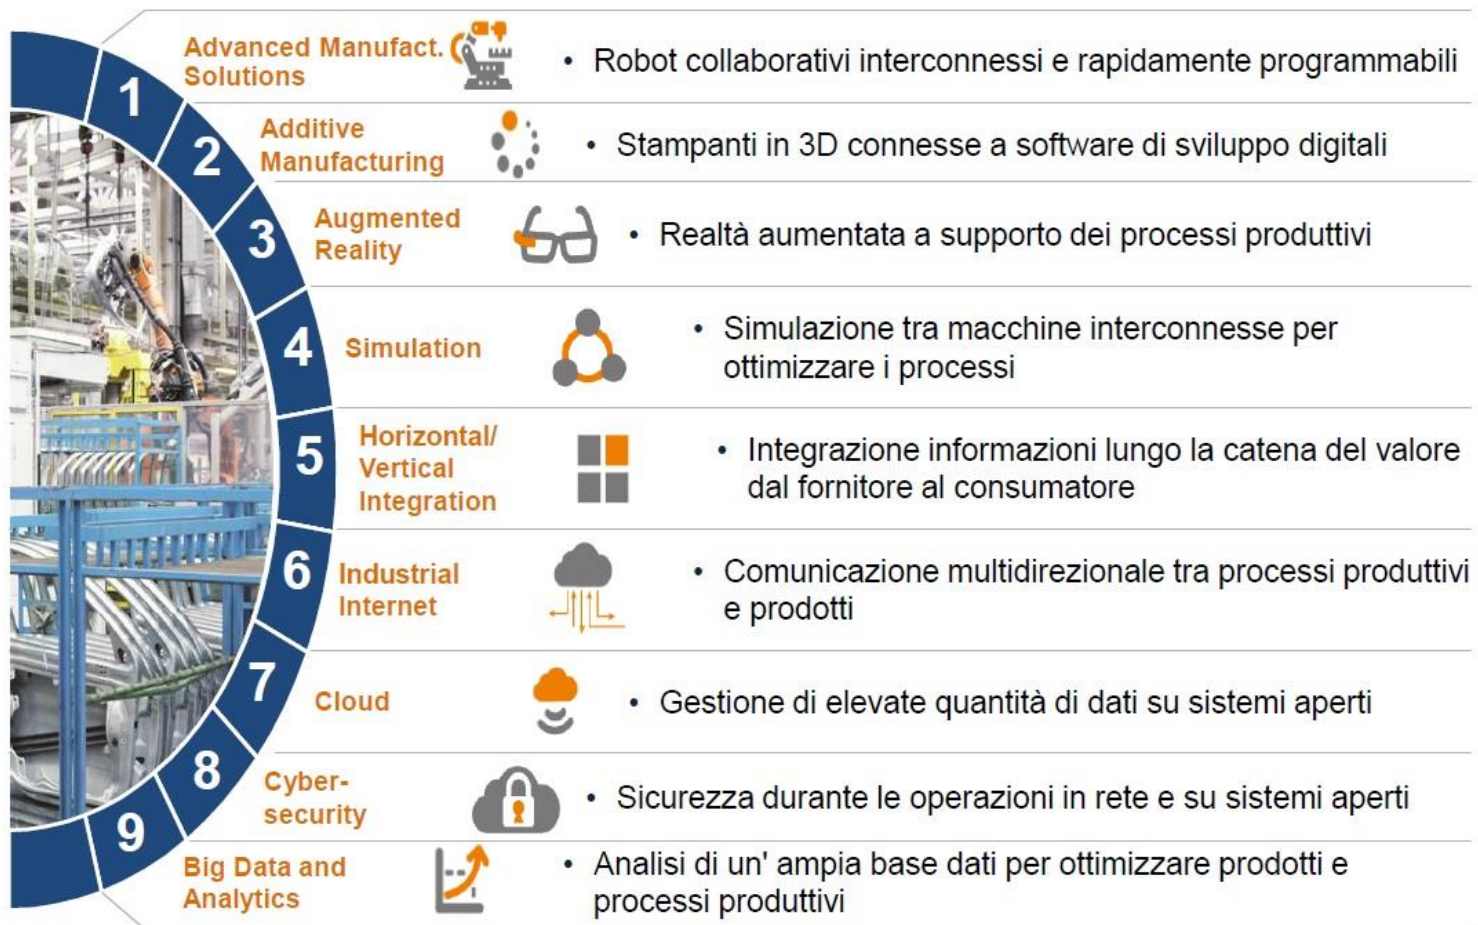 1
Advanced Manufact.
Solutions
• Robot collaborativi interconnessi e rapidamente programmabili
2
Additive
Manufacturing
• Stampanti in 3D connesse a software di sviluppo digitali
3
Augmented
Reality
• Realtà aumentata a supporto dei processi produttivi
4
Simulation
• Simulazione tra macchine interconnesse per
ottimizzare i processi
5
Horizontal/
Vertical
Integration
• Integrazione informazioni lungo la catena del valore
dal fornitore al consumatore
6
Industrial
Internet
• Comunicazione multidirezionale tra processi produttivi
e prodotti
7
Cloud
• Gestione di elevate quantità di dati su sistemi aperti
8
Cyber-
security
• Sicurezza durante le operazioni in rete e su sistemi aperti
9
Big Data and
Analytics
• Analisi di un' ampia base dati per ottimizzare prodotti e
processi produttivi